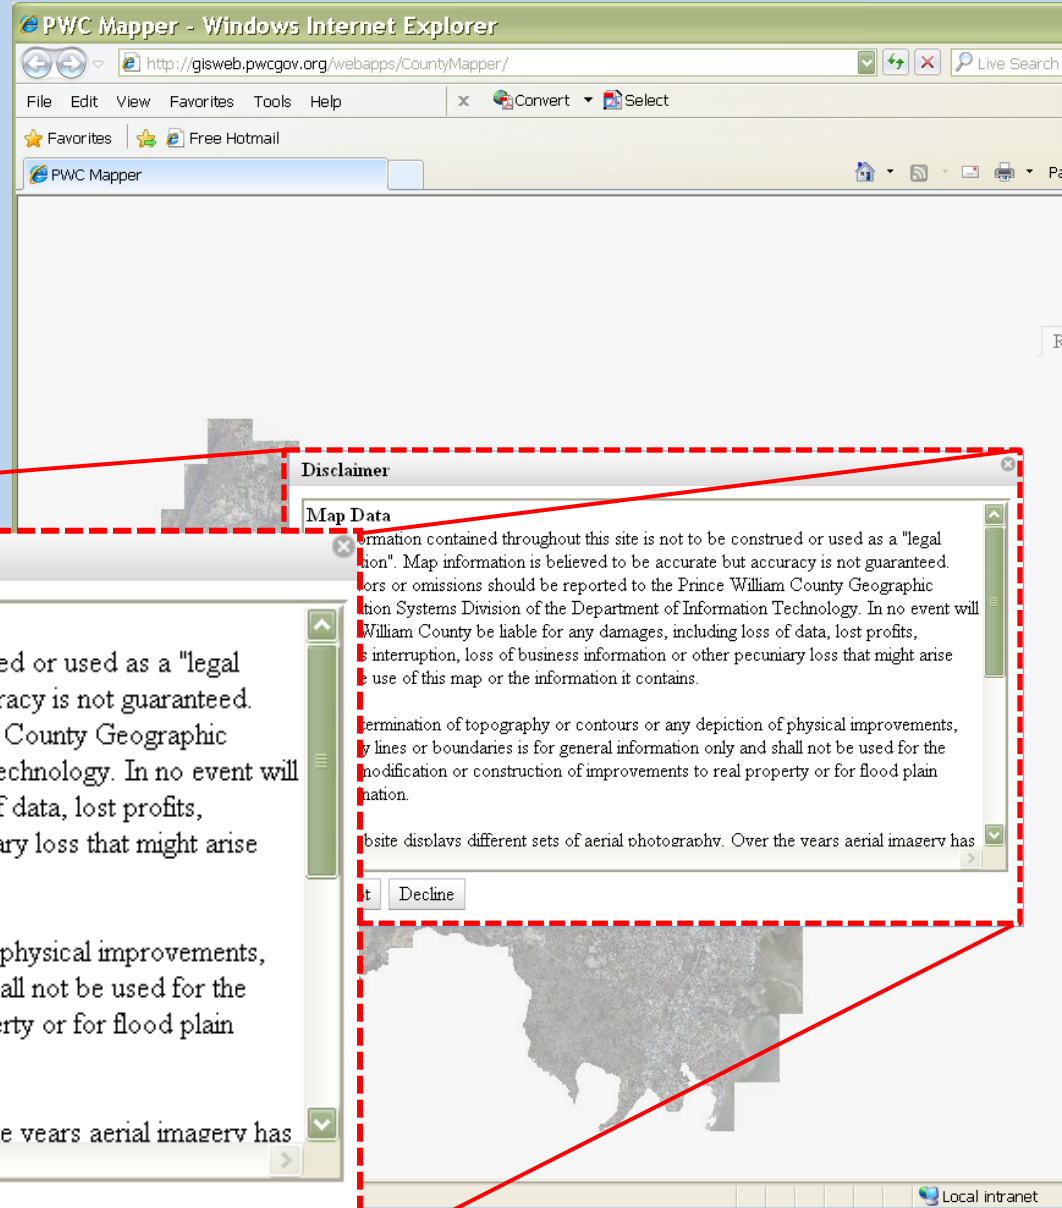 PWC Mapper - Windows Internet Explorer
http://gisweb.pwcgov.org/webapps/CountyMapper/
Live Search
File Edit View Favorites Tools Help
x Convert Select
Favorites Free Hotmail
PWC Mapper
Pa
R
Disclaimer
Map Data
ormation contained throughout this site is not to be construed or used as a "legal
tion". Map information is believed to be accurate but accuracy is not guaranteed.
ors or omissions should be reported to the Prince William County Geographic
tion Systems Division of the Department of Information Technology. In no event will
William County be liable for any damages, including loss of data, lost profits,
s interruption, loss of business information or other pecuniary loss that might arise
e use of this map or the information it contains.
termination of topography or contours or any depiction of physical improvements,
y lines or boundaries is for general information only and shall not be used for the
modification or construction of improvements to real property or for flood plain
nation.
bsite displays different sets of aerial photography. Over the years aerial imagery has
t Decline
ed or used as a "legal
racy is not guaranteed.
County Geographic
echnology. In no event will
f data, lost profits,
ary loss that might arise
physical improvements,
all not be used for the
erty or for flood plain
e years aerial imagery has
Local intranet